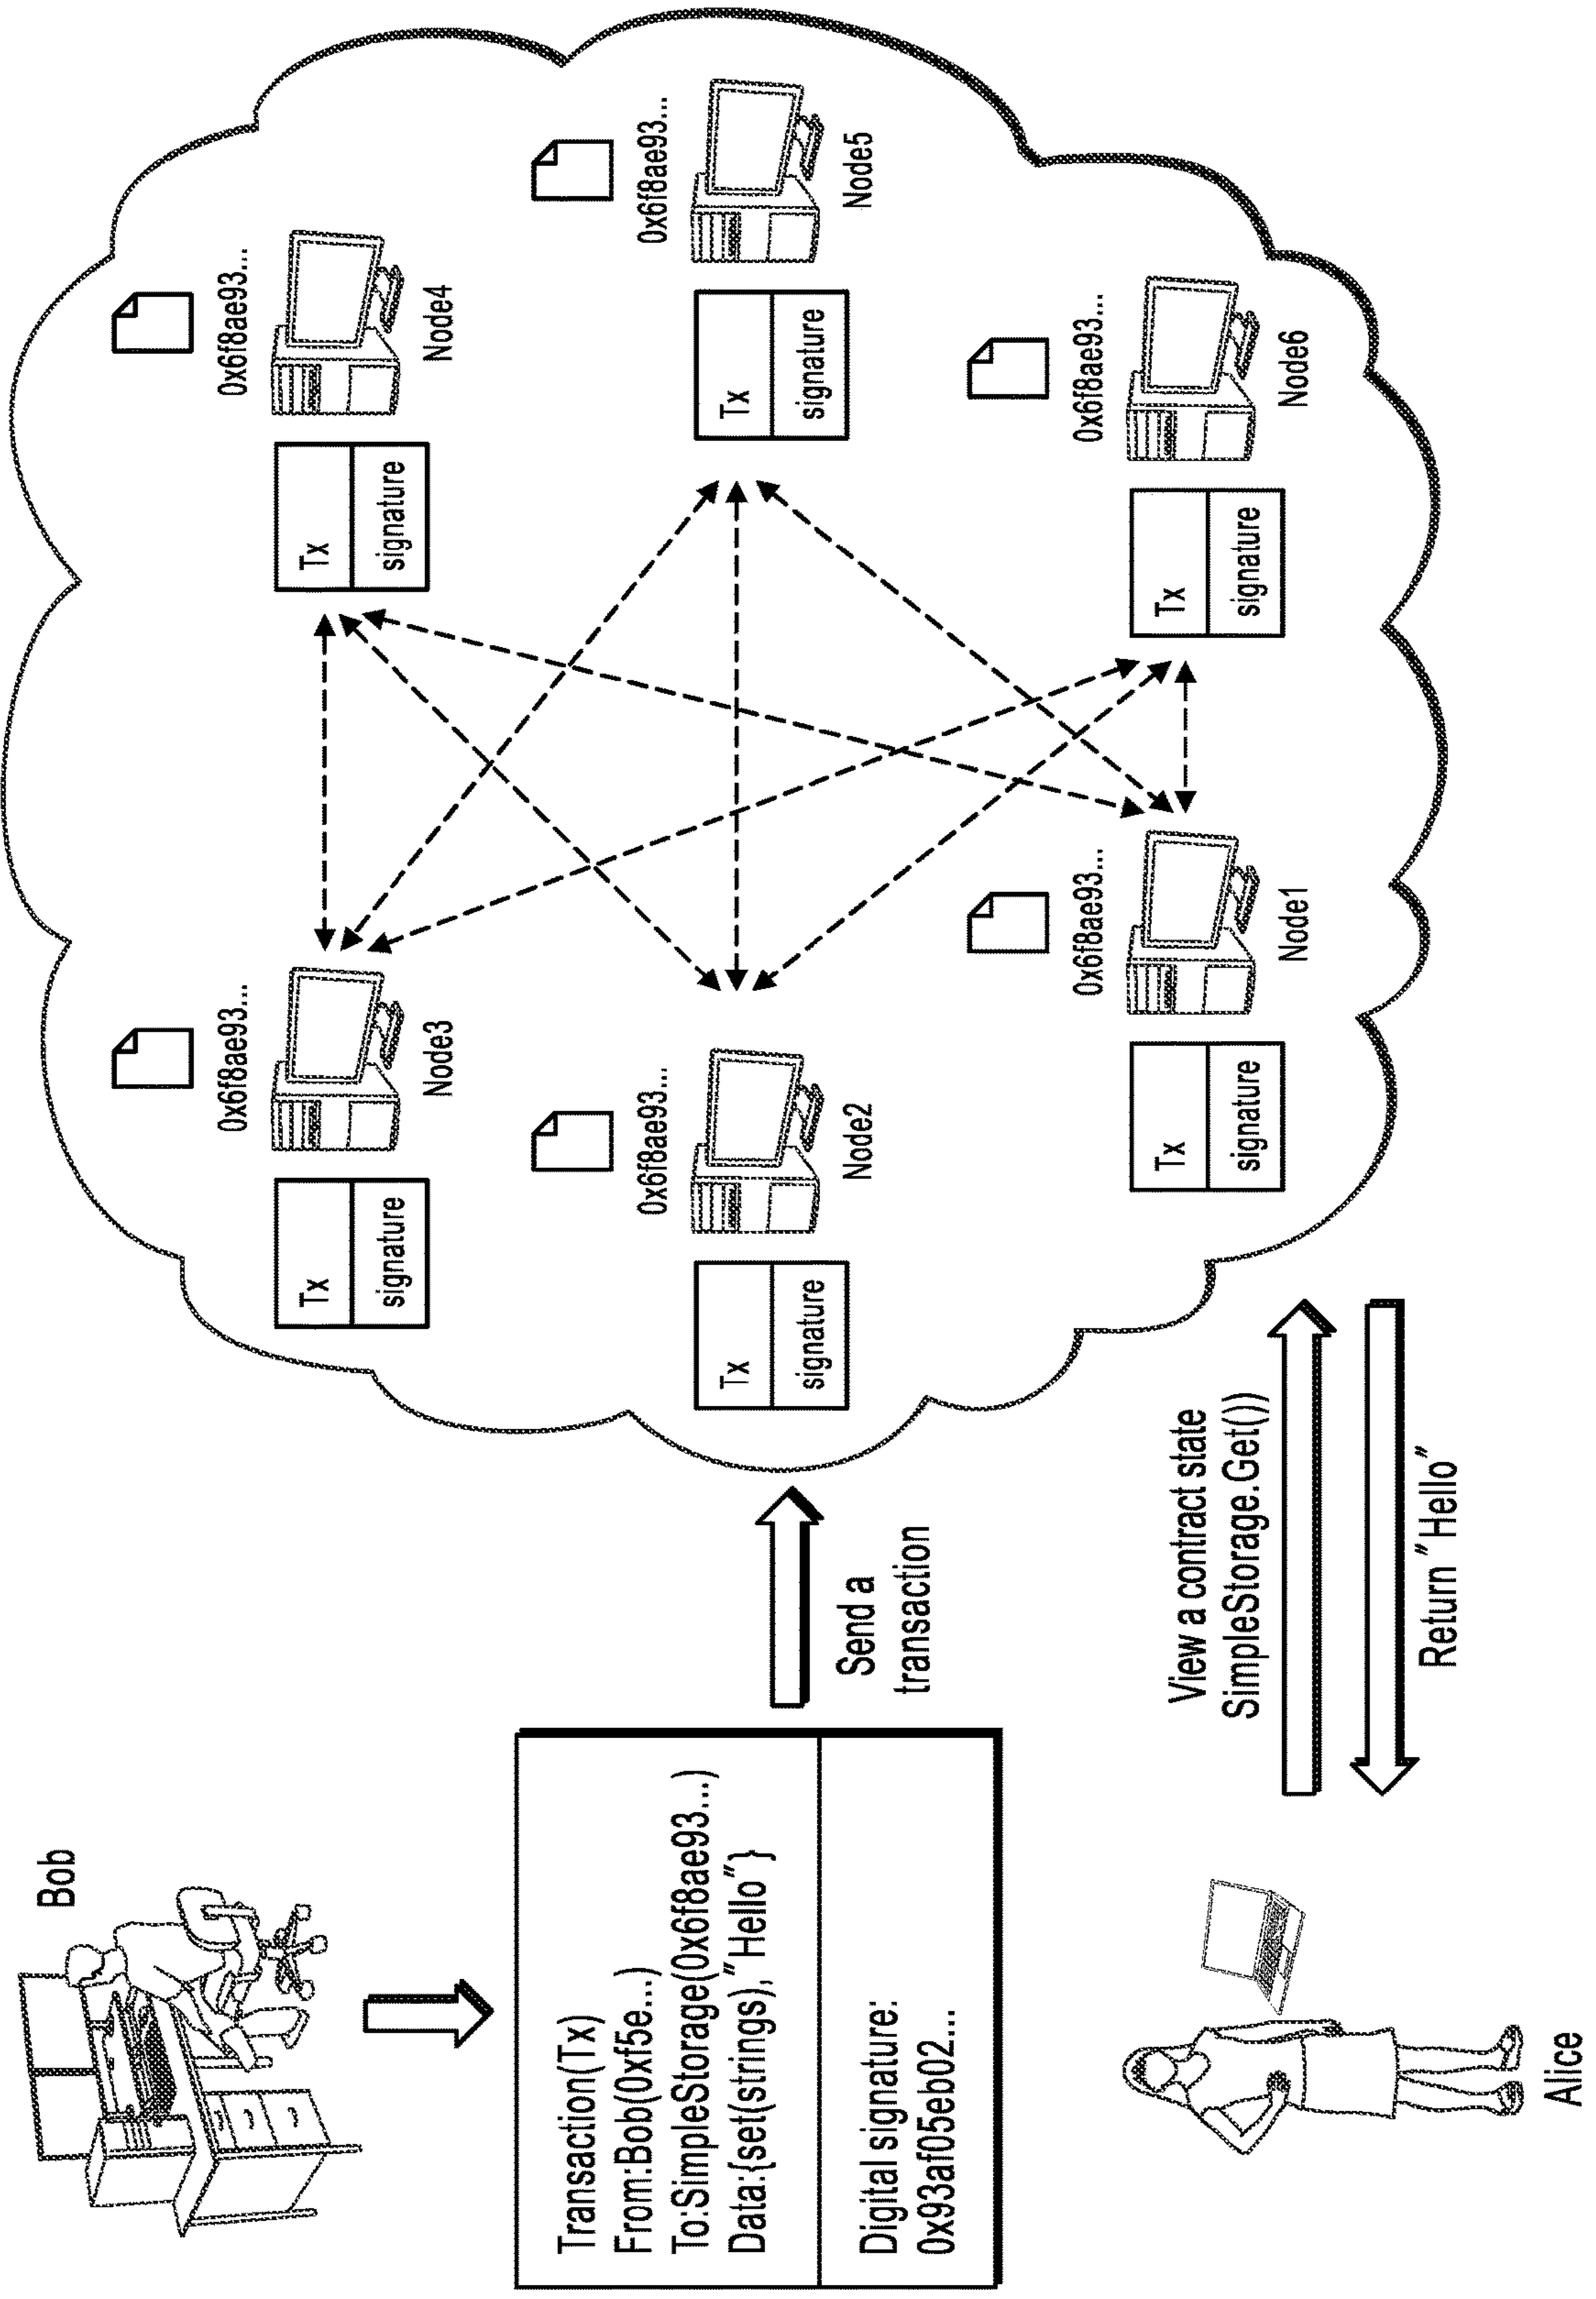 Bob
Transaction(Tx)
From:Bob(0xf5e...)
To:SimpleStorage(0x6f8ae93...)
Data:{set(strings),"Hello"}
Digital signature:
0x93af05eb02...
Send a
transaction
Alice
View a contract state
SimpleStorage.Get())
Return "Hello"
0x6f8ae93...
Tx
signature
Node3
0x6f8ae93...
Tx
signature
Node4
0x6f8ae93...
Tx
signature
Node2
0x6f8ae93...
Tx
signature
Node5
0x6f8ae93...
Tx
signature
Node1
0x6f8ae93...
Tx
signature
Node6